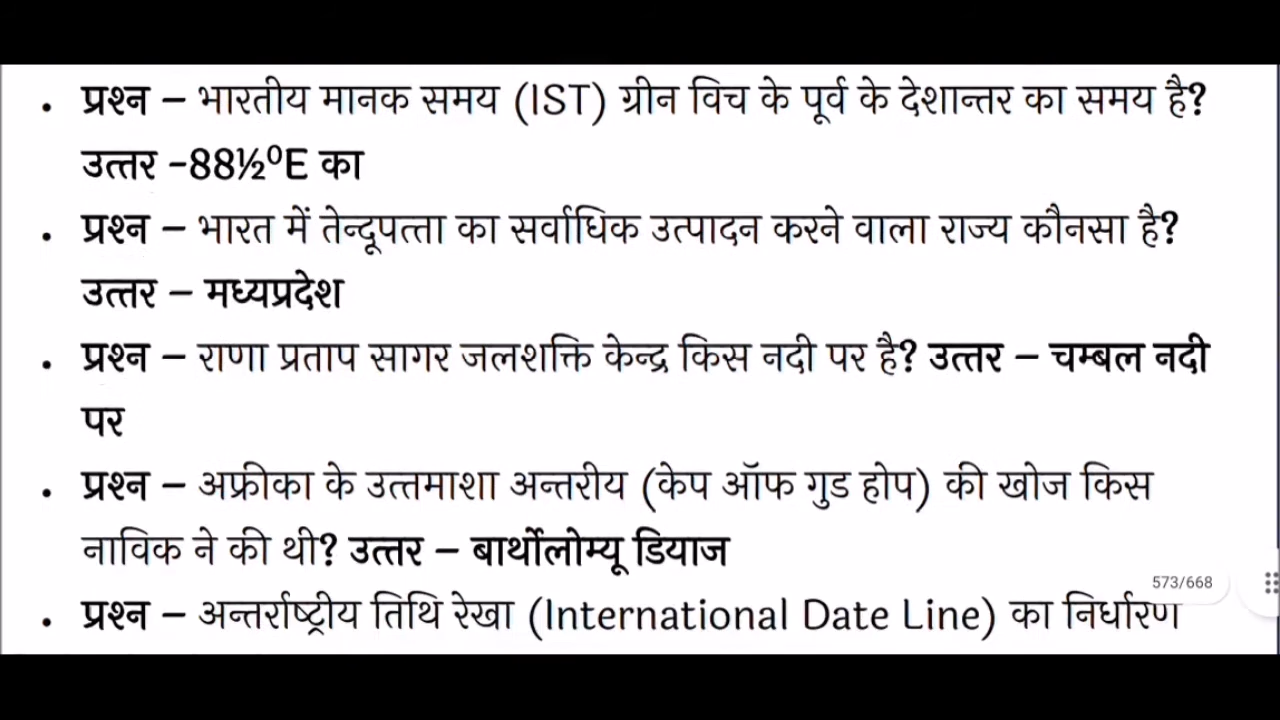 • प्रश्न – भारतीय मानक समय (IST) ग्रीन विच के पूर्व के देशान्तर का समय है?
उत्तर -88½⁰E का
• प्रश्न – भारत में तेन्दूपत्ता का सर्वाधिक उत्पादन करने वाला राज्य कौनसा है?
उत्तर – मध्यप्रदेश
• प्रश्न – राणा प्रताप सागर जलशक्ति केन्द्र किस नदी पर है? उत्तर – चम्बल नदी
पर
• प्रश्न – अफ्रीका के उत्तमाशा अन्तरीय (केप ऑफ गुड होप) की खोज किस
नाविक ने की थी? उत्तर – बार्थोलोम्यू डियाज
573/668
• प्रश्न – अन्तर्राष्ट्रीय तिथि रेखा (International Date Line) का निर्धारण